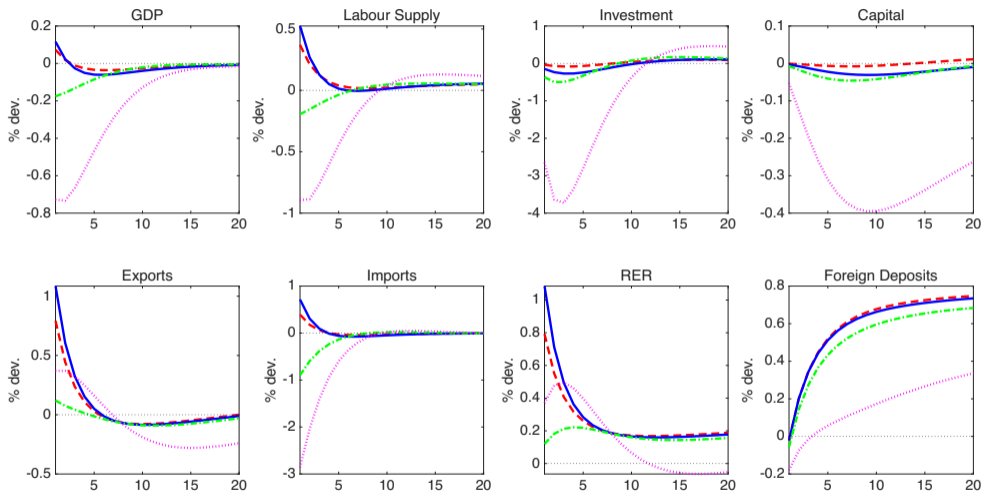 GDP
Labour Supply
Investment
Capital
% dev.
0.2
0
-0.2
-0.4
-0.6
-0.8
5 10 15 20
% dev.
0.5
0
-0.5
-1
5 10 15 20
% dev.
1
0
-1
-2
-3
-4
5 10 15 20
% dev.
0.1
0
-0.1
-0.2
-0.3
-0.4
5 10 15 20
Exports
Imports
RER
Foreign Deposits
% dev.
1
0.5
0
-0.5
5 10 15 20
% dev.
1
0
-1
-2
-3
5 10 15 20
% dev.
1
0.8
0.6
0.4
0.2
0
5 10 15 20
% dev.
0.8
0.6
0.4
0.2
0
-0.2
5 10 15 20